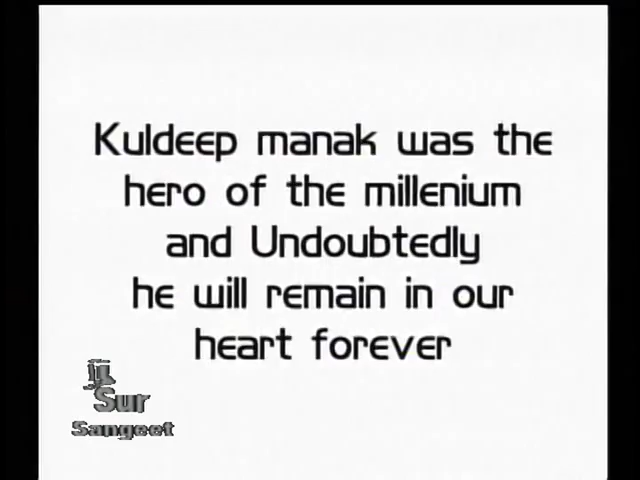 Kuldeep manak was the
hero of the millenium
and Undoubtedly
he will remain in our
heart forever
Sur
Sangeet